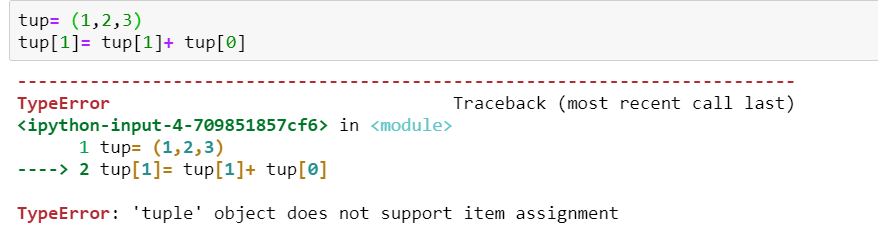 tup= (1,2,3)
tup[1]= tup[1]+ tup[0]
---------------------------------------------------------------------------
TypeError                                 Traceback (most recent call last)
<ipython-input-4-709851857cf6> in <module>
      1 tup= (1,2,3)
----> 2 tup[1]= tup[1]+ tup[0]
TypeError: 'tuple' object does not support item assignment